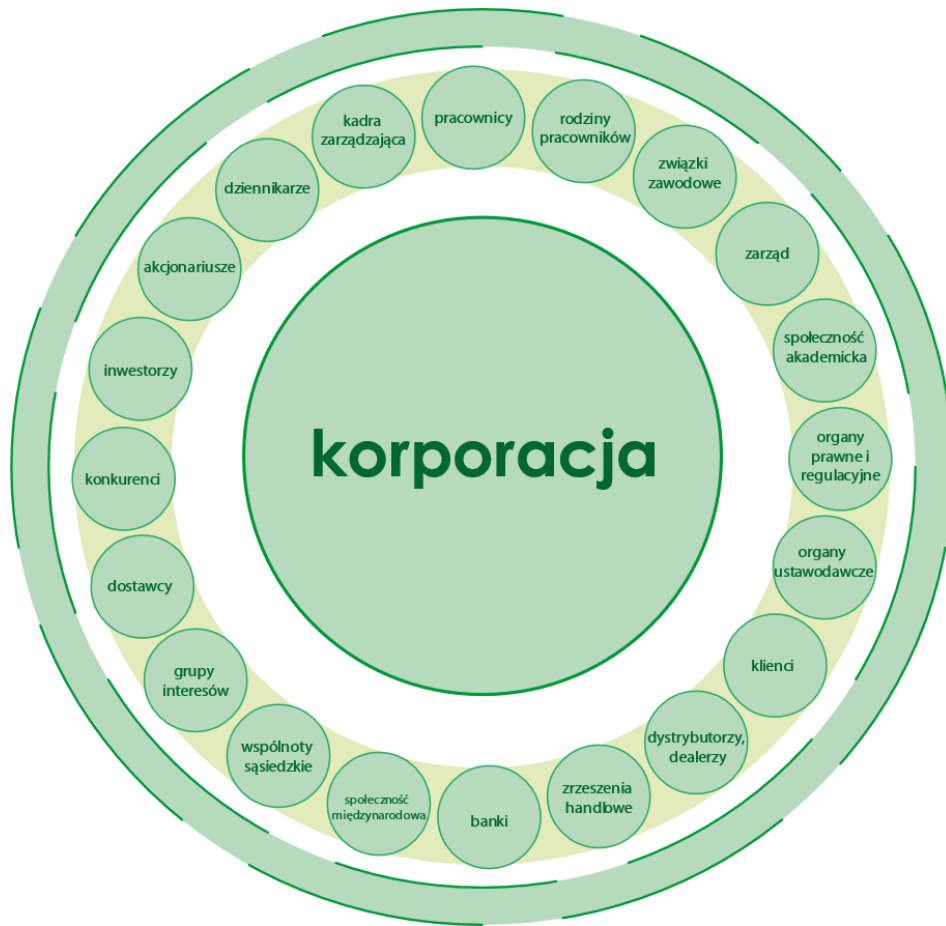 pracownicy
rodziny
pracowników
związki
zawodowe
zarząd
społeczność
akademicka
organy
prawne i
regulacyjne
organy
ustawodawcze
klienci
dystrybutorzy,
dealerzy
zrzeszenia
handlowe
banki
społeczność
międzynarodowa
wspólnoty
sąsiedzkie
grupy
interesów
dostawcy
konkurenci
inwestorzy
akcjonariusze
dziennikarze
kadra
zarządzająca
korporacja